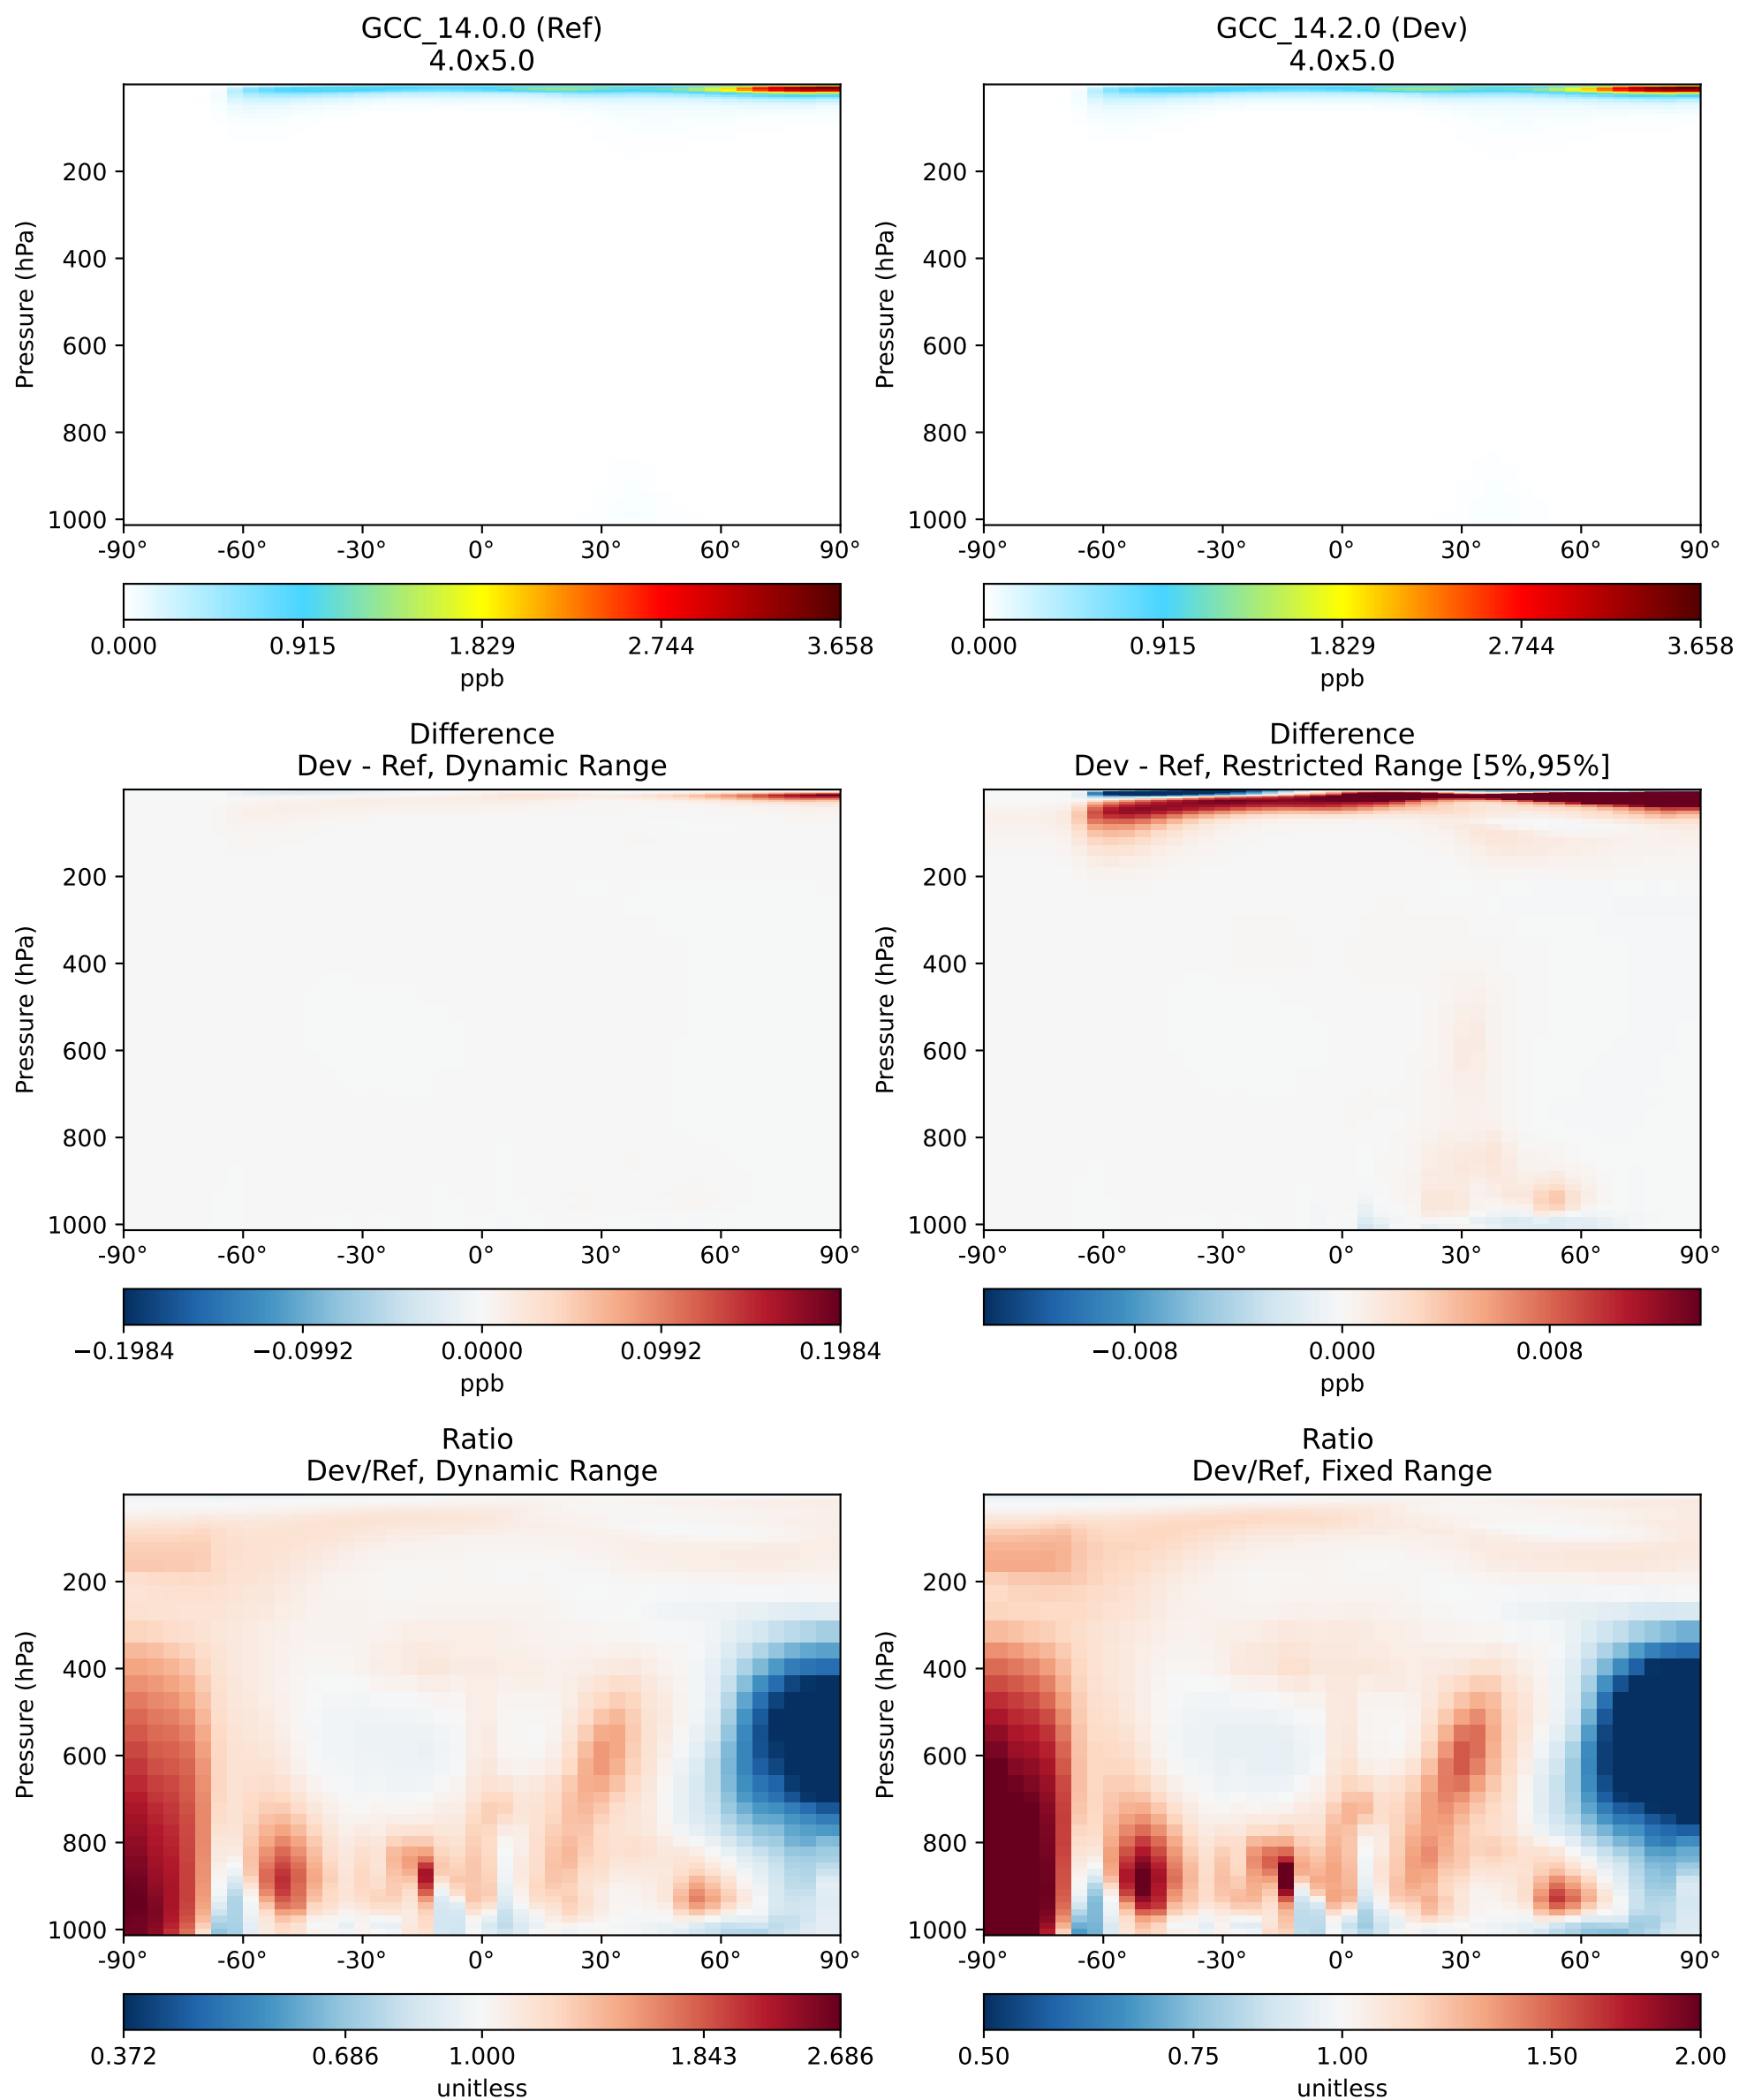 GCC_14.0.0 (Ref)
4.0x5.0
GCC_14.2.0 (Dev)
4.0x5.0
Pressure (hPa)
200
400
600
800
1000
-90° -60° -30° 0° 30° 60° 90°
0.000 0.915 1.829 2.744 3.658
ppb
Pressure (hPa)
200
400
600
800
1000
-90° -60° -30° 0° 30° 60° 90°
0.000 0.915 1.829 2.744 3.658
ppb
Difference
Dev - Ref, Dynamic Range
Difference
Dev - Ref, Restricted Range [5%,95%]
Pressure (hPa)
200
400
600
800
1000
-90° -60° -30° 0° 30° 60° 90°
−0.1984 −0.0992 0.0000 0.0992 0.1984
ppb
Pressure (hPa)
200
400
600
800
1000
-90° -60° -30° 0° 30° 60° 90°
−0.008 0.000 0.008
ppb
Ratio
Dev/Ref, Dynamic Range
Ratio
Dev/Ref, Fixed Range
Pressure (hPa)
200
400
600
800
1000
-90° -60° -30° 0° 30° 60° 90°
0.372 0.686 1.000 1.843 2.686
unitless
Pressure (hPa)
200
400
600
800
1000
-90° -60° -30° 0° 30° 60° 90°
0.50 0.75 1.00 1.50 2.00
unitless